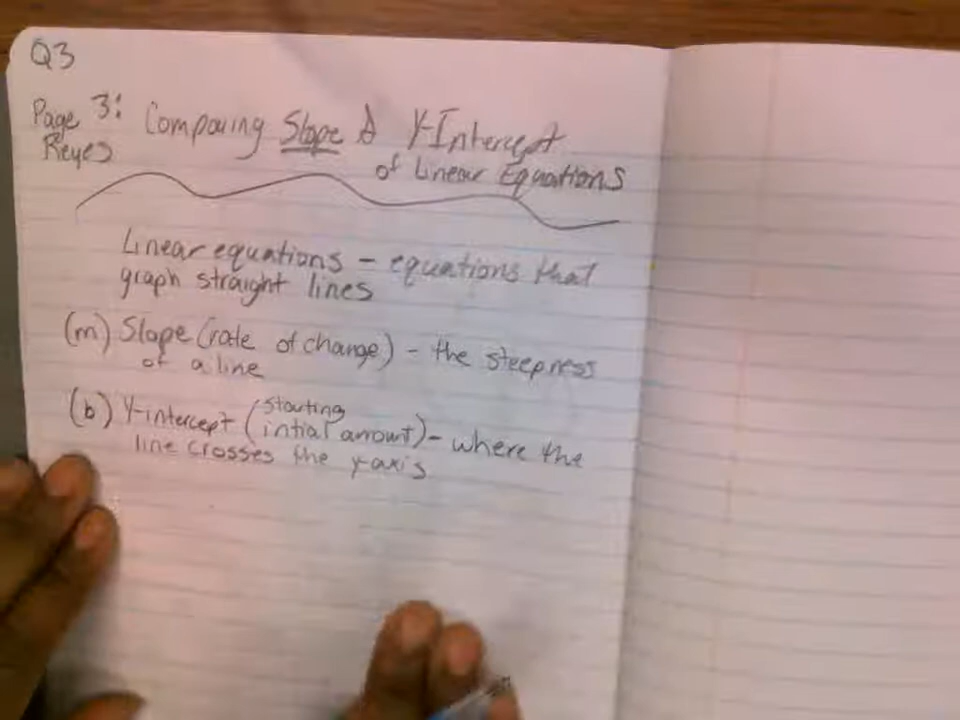 Q3
Page 3: Comparing Slope & Y-Intercept
Reyes
of Linear Equations
Linear equations - equations that
graph straight lines
(m) Slope (rate of change) - the steepness
of a line
(b) Y-intercept (starting
intial amount) - where the
line crosses the y-axis